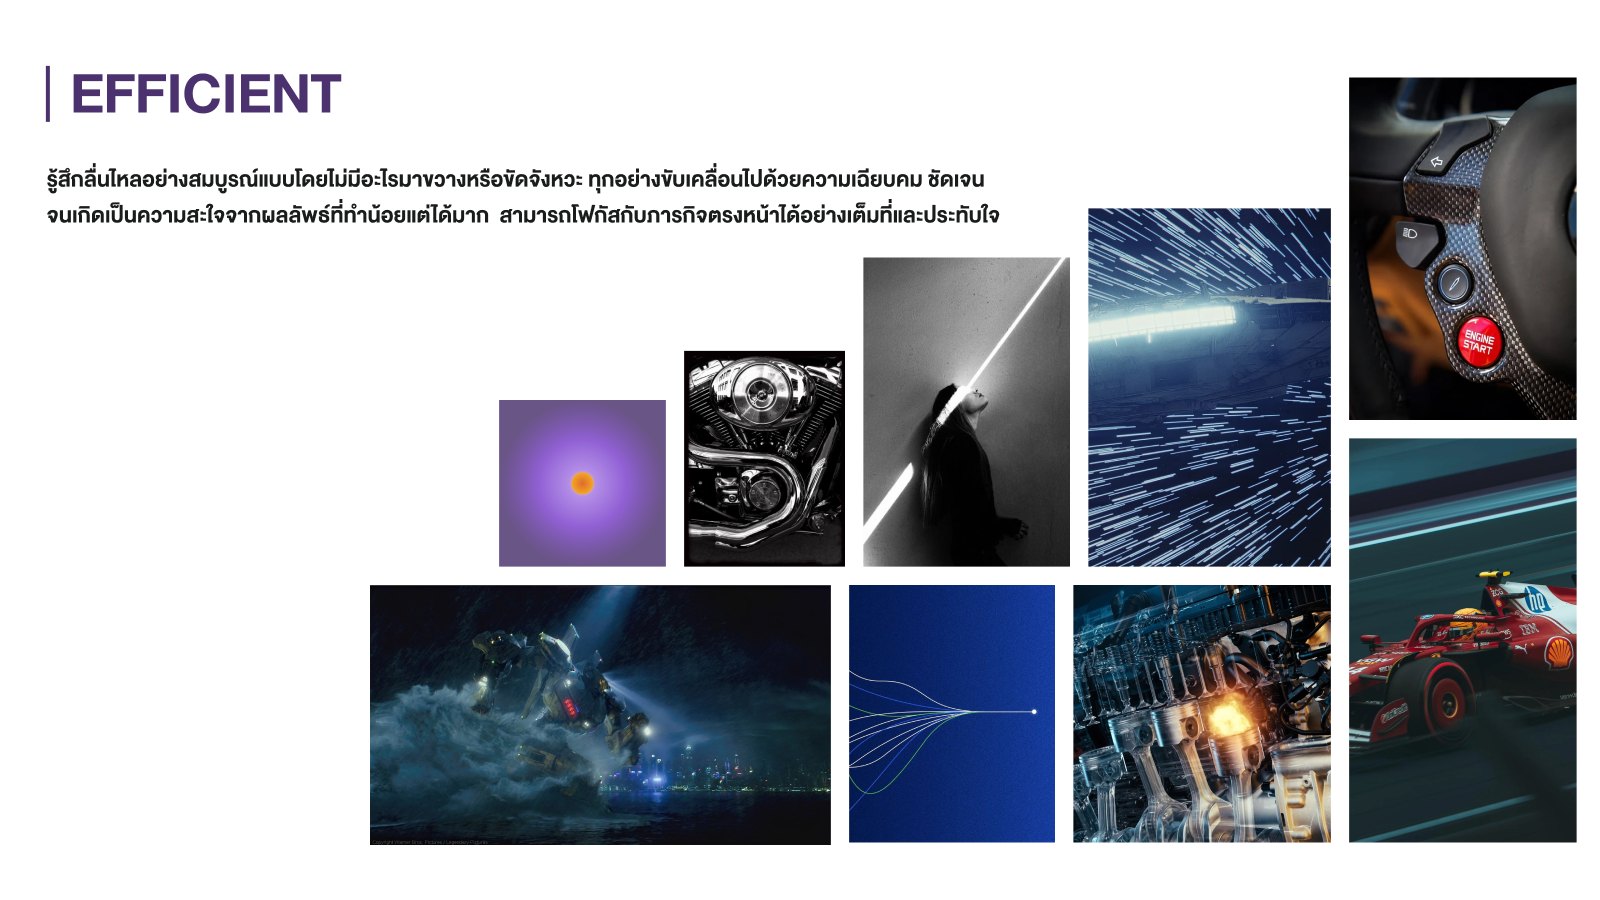 EFFICIENT
รู้สึกลื่นไหลอย่างสมบูรณ์แบบโดยไม่มีอะไรมาขวางหรือขัดจังหวะ ทุกอย่างขับเคลื่อนไปด้วยความเฉียบคม ชัดเจน
จนเกิดเป็นความสะใจจากผลลัพธ์ที่ทำน้อยแต่ได้มาก สามารถโฟกัสกับภารกิจตรงหน้าได้อย่างเต็มที่และประทับใจ
ENGINE
START
hp